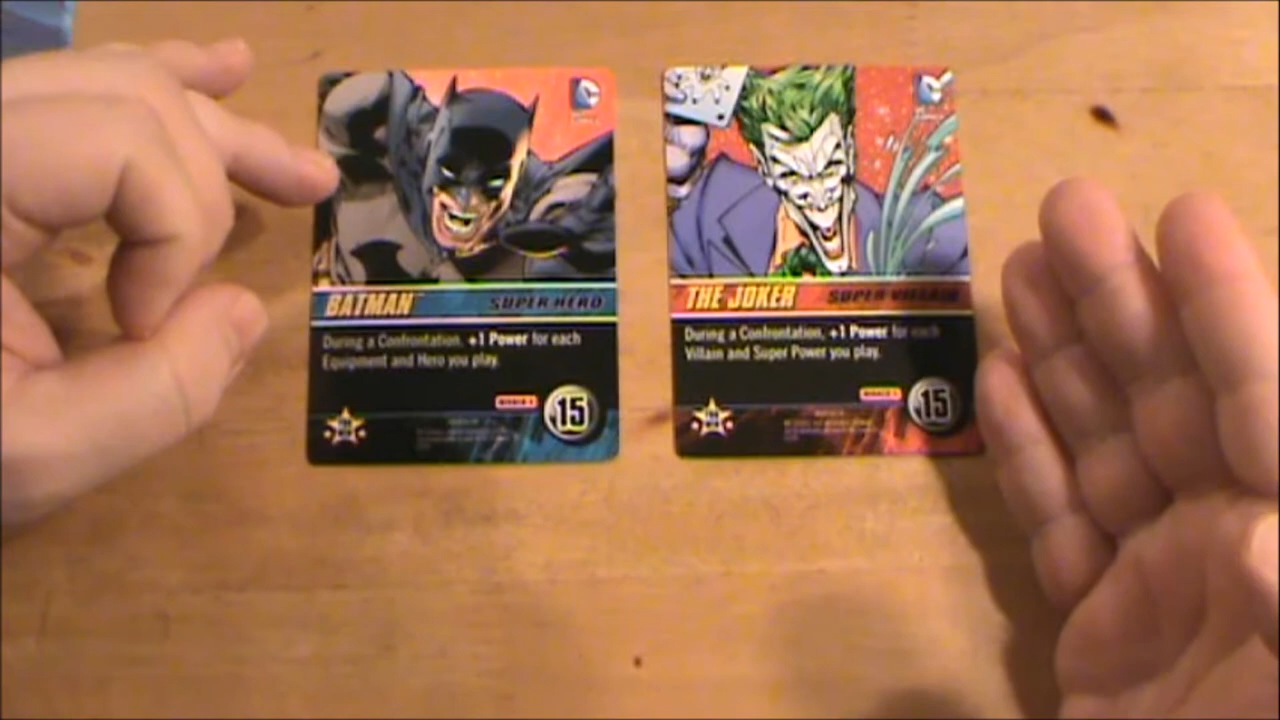 BATMAN
SUPER HERO
During a Confrontation, +1 Power for each
Equipment and Hero you play.
15
THE JOKER
SUPER-VILLAIN
During a Confrontation, +1 Power for each
Villain and Super Power you play.
15